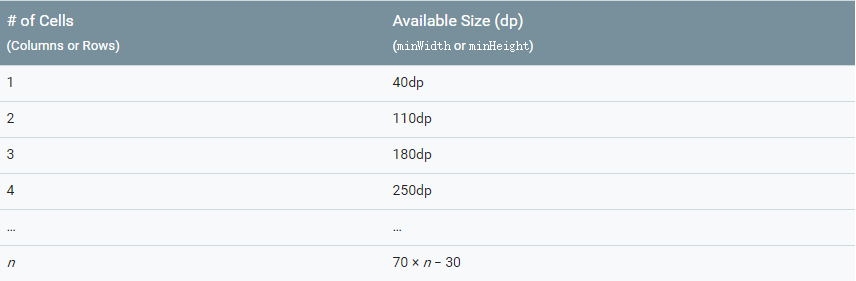 # of Cells Available Size (dp)
(Columns or Rows) (minWidth or minHeight)
1 40dp
2 110dp
3 180dp
4 250dp
… …
n 70 × n − 30